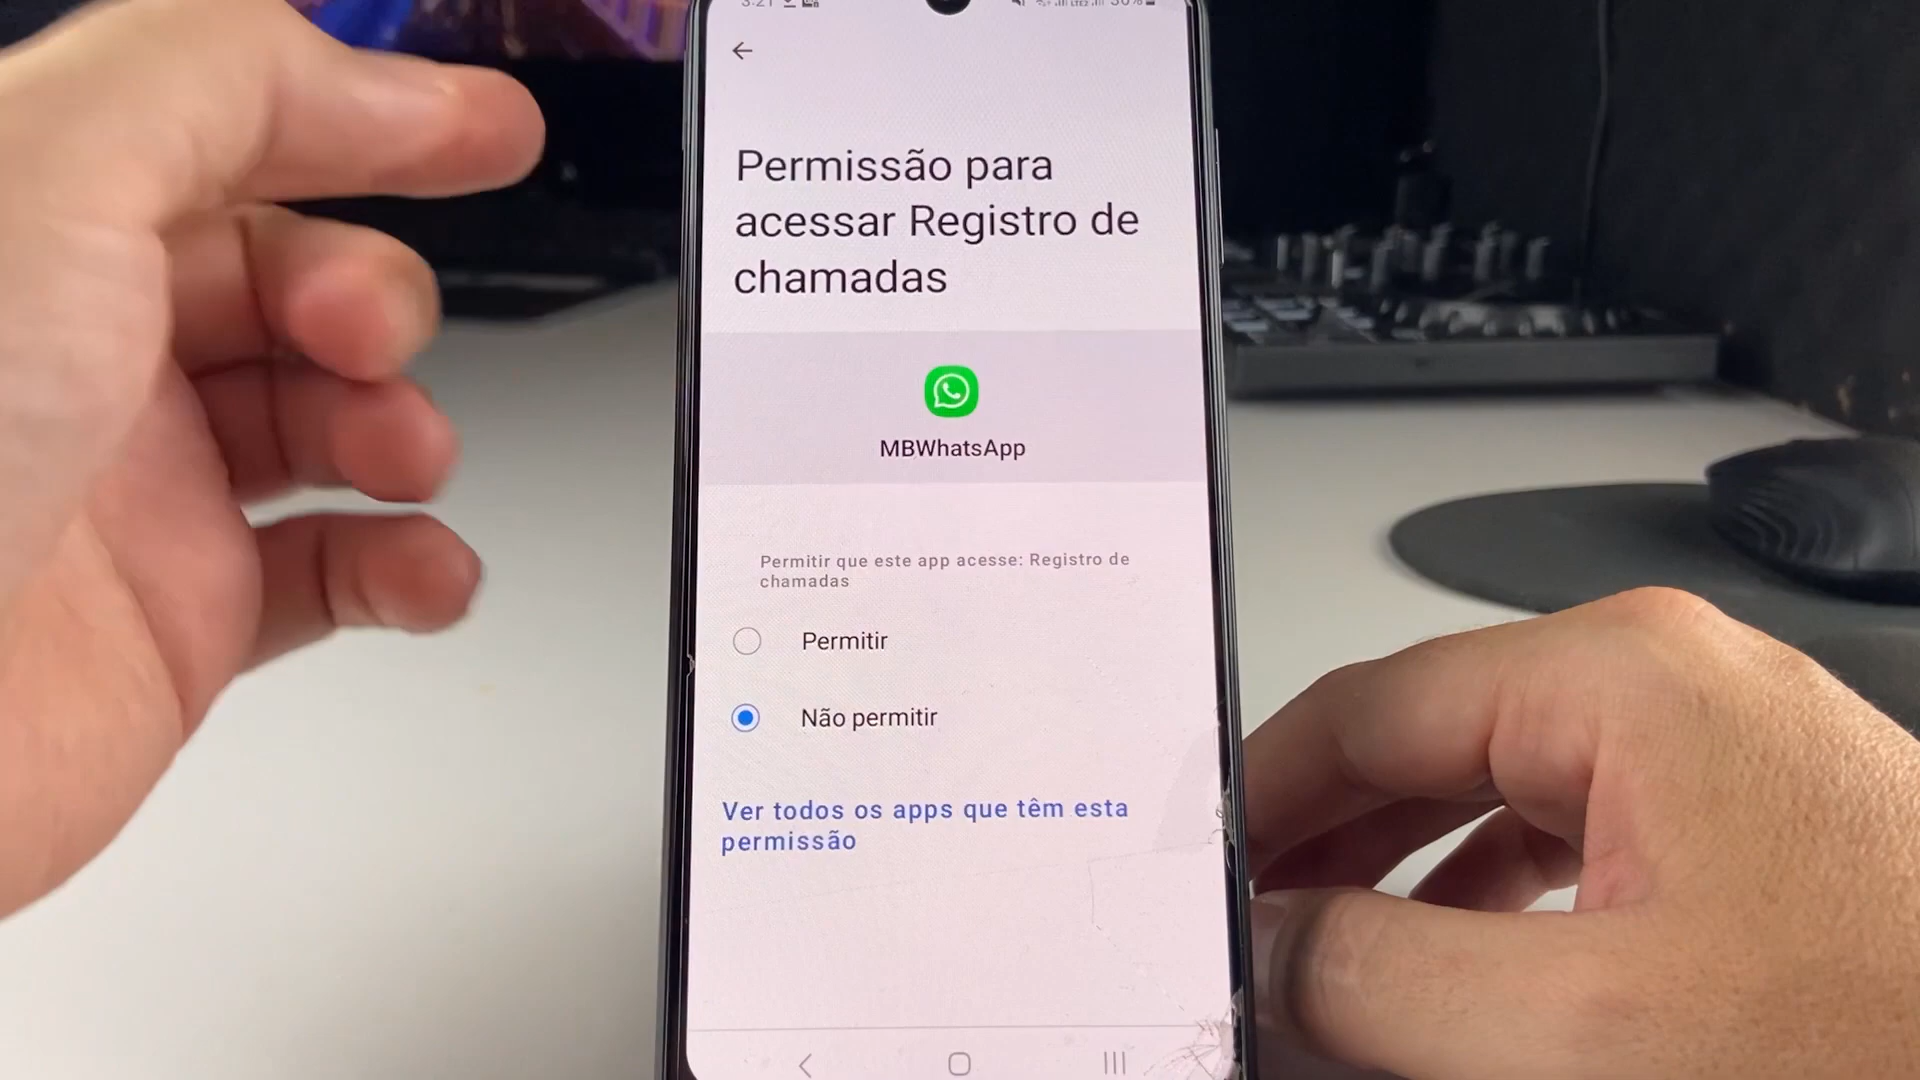 Permissão para
acessar Registro de
chamadas
MBWhatsApp
Permitir que este app acesse: Registro de
chamadas
Permitir
Não permitir
Ver todos os apps que têm esta
permissão